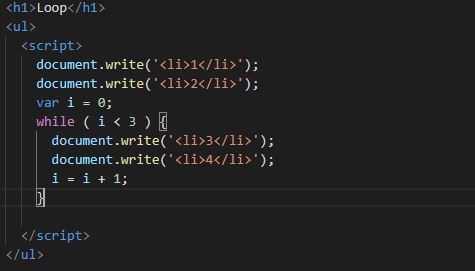 <h1>Loop</h1>
<ul>
<script>
document.write('<li>1</li>');
document.write('<li>2</li>');
var i = 0;
while ( i < 3 ) {
document.write('<li>3</li>');
document.write('<li>4</li>');
i = i + 1;
}
</script>
</ul>